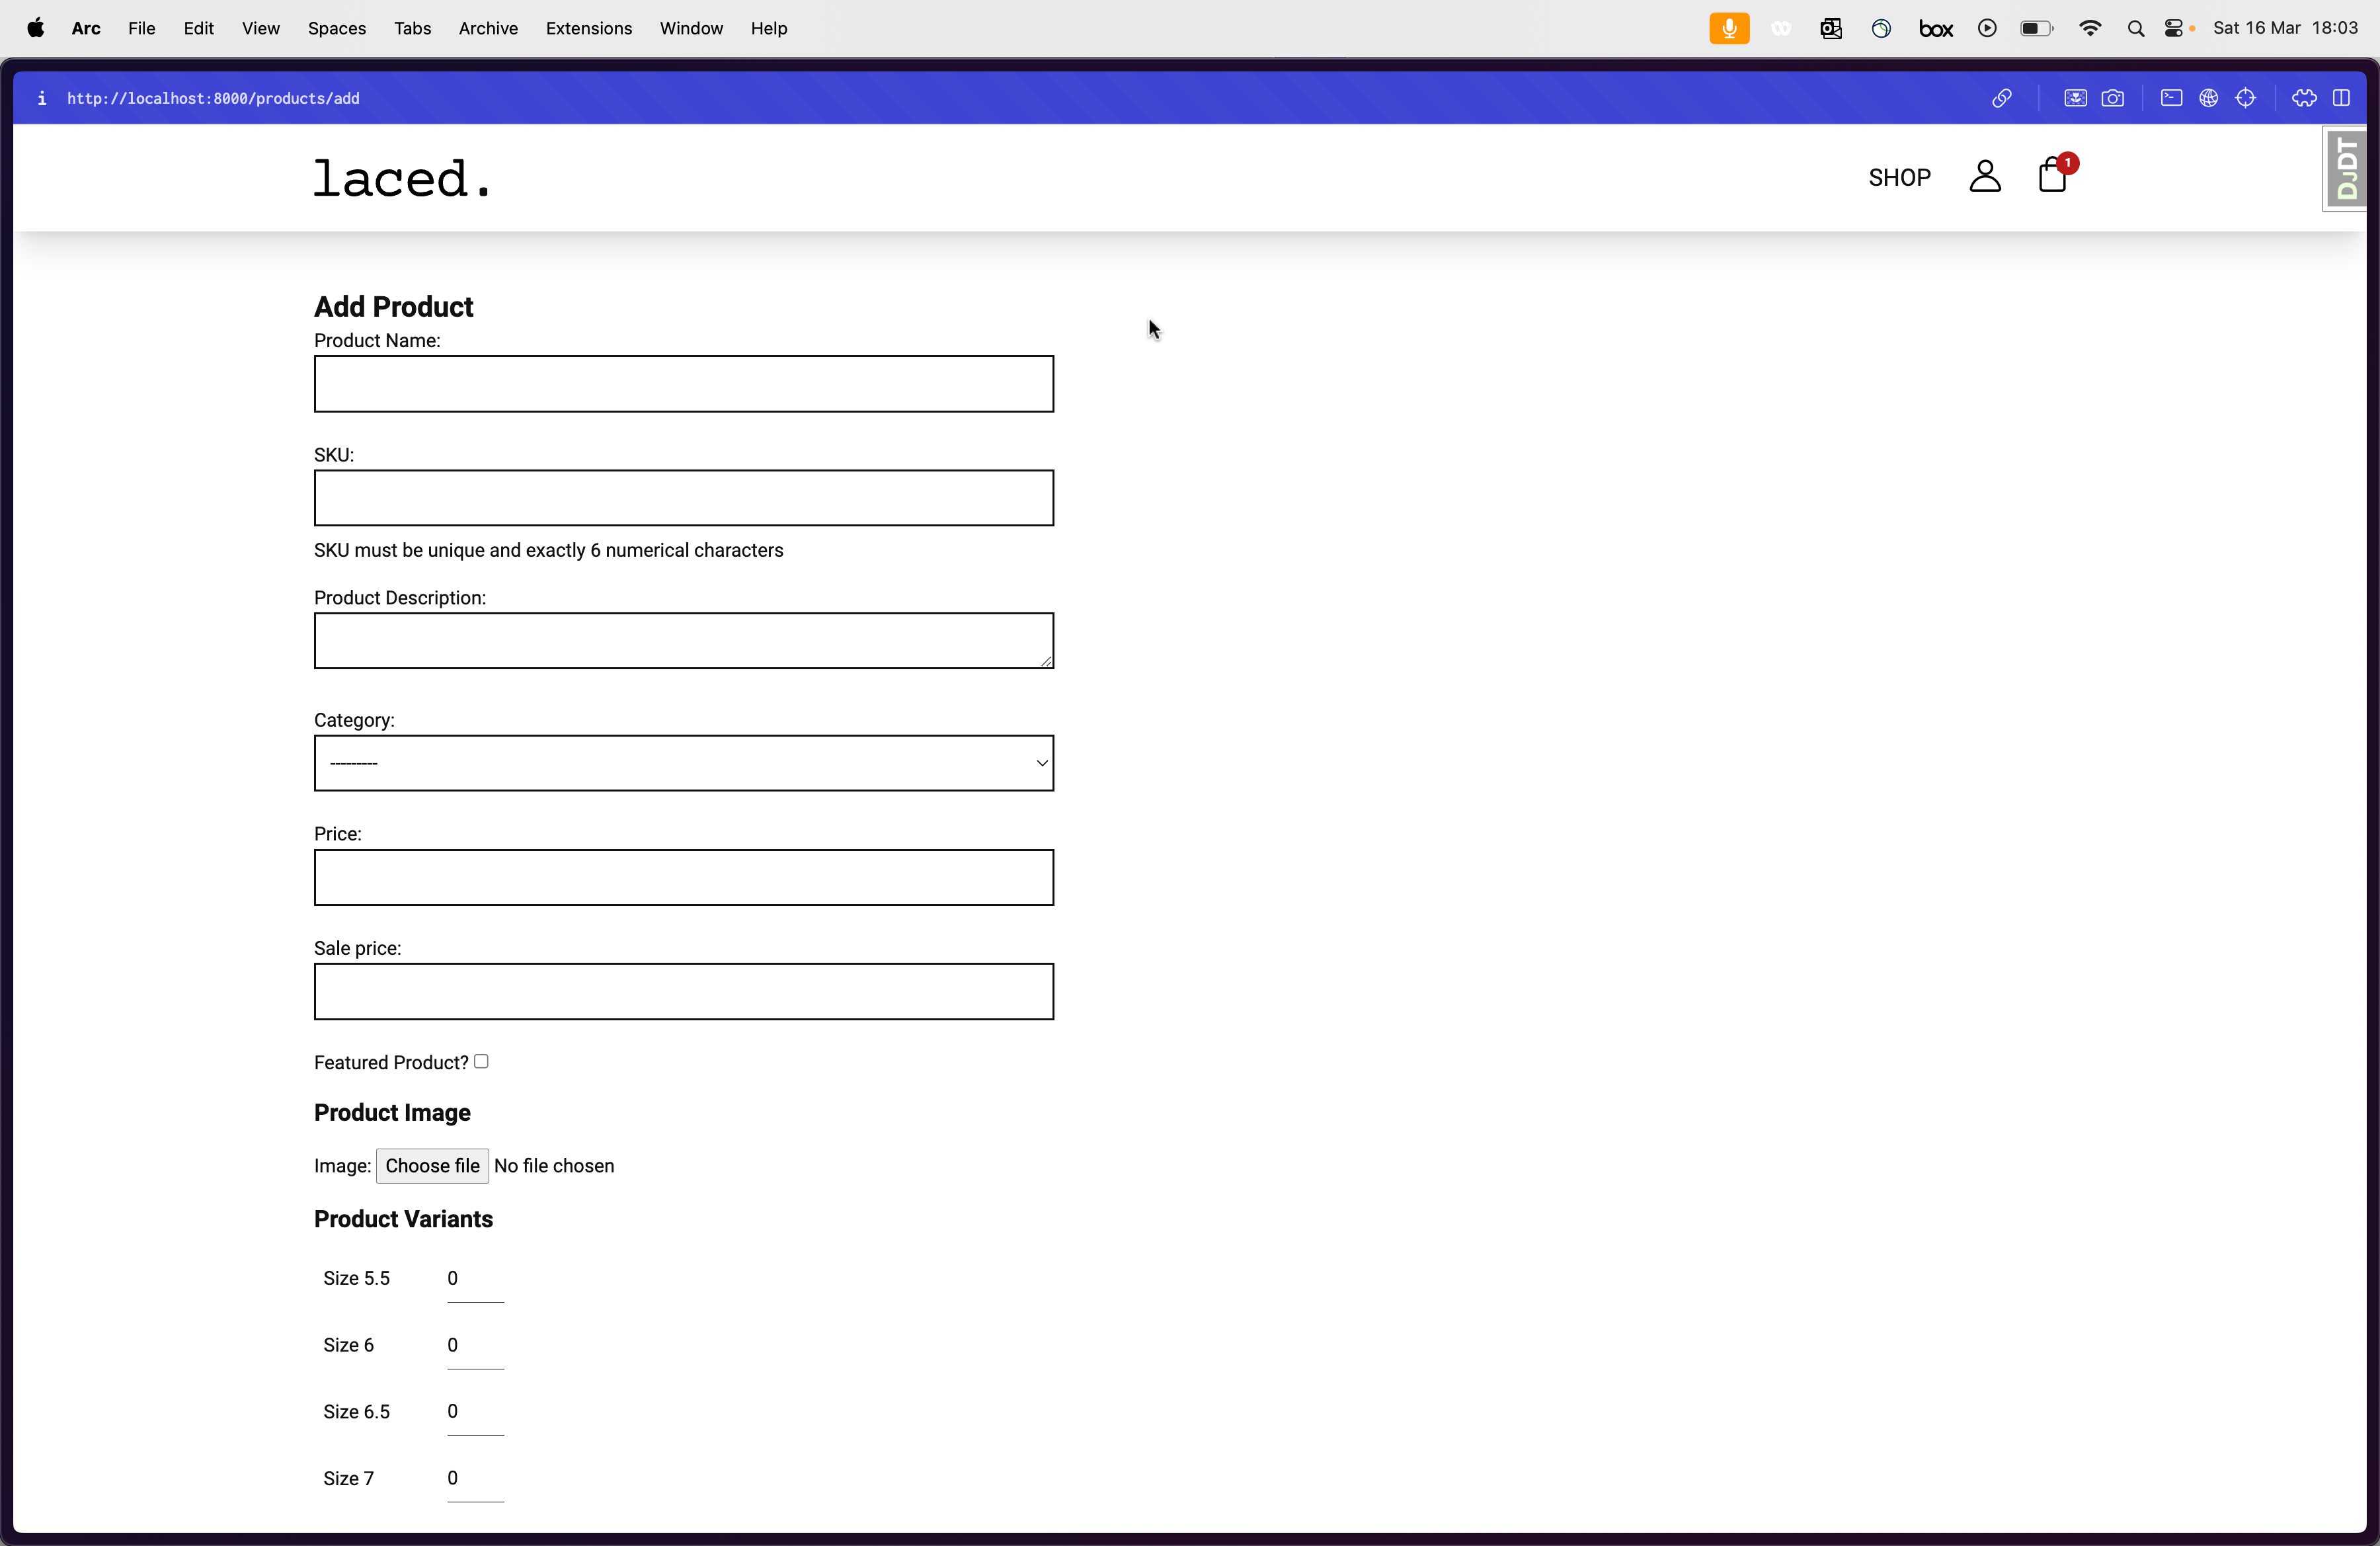 Arc File Edit View Spaces Tabs Archive Extensions Window Help box Sat 16 Mar 18:03
i http://localhost:8000/products/add
laced. SHOP 1 DJDT
Add Product
Product Name:
SKU:
SKU must be unique and exactly 6 numerical characters
Product Description:
Category:
---------
Price:
Sale price:
Featured Product?
Product Image
Image: Choose file No file chosen
Product Variants
Size 5.5 0
Size 6 0
Size 6.5 0
Size 7 0